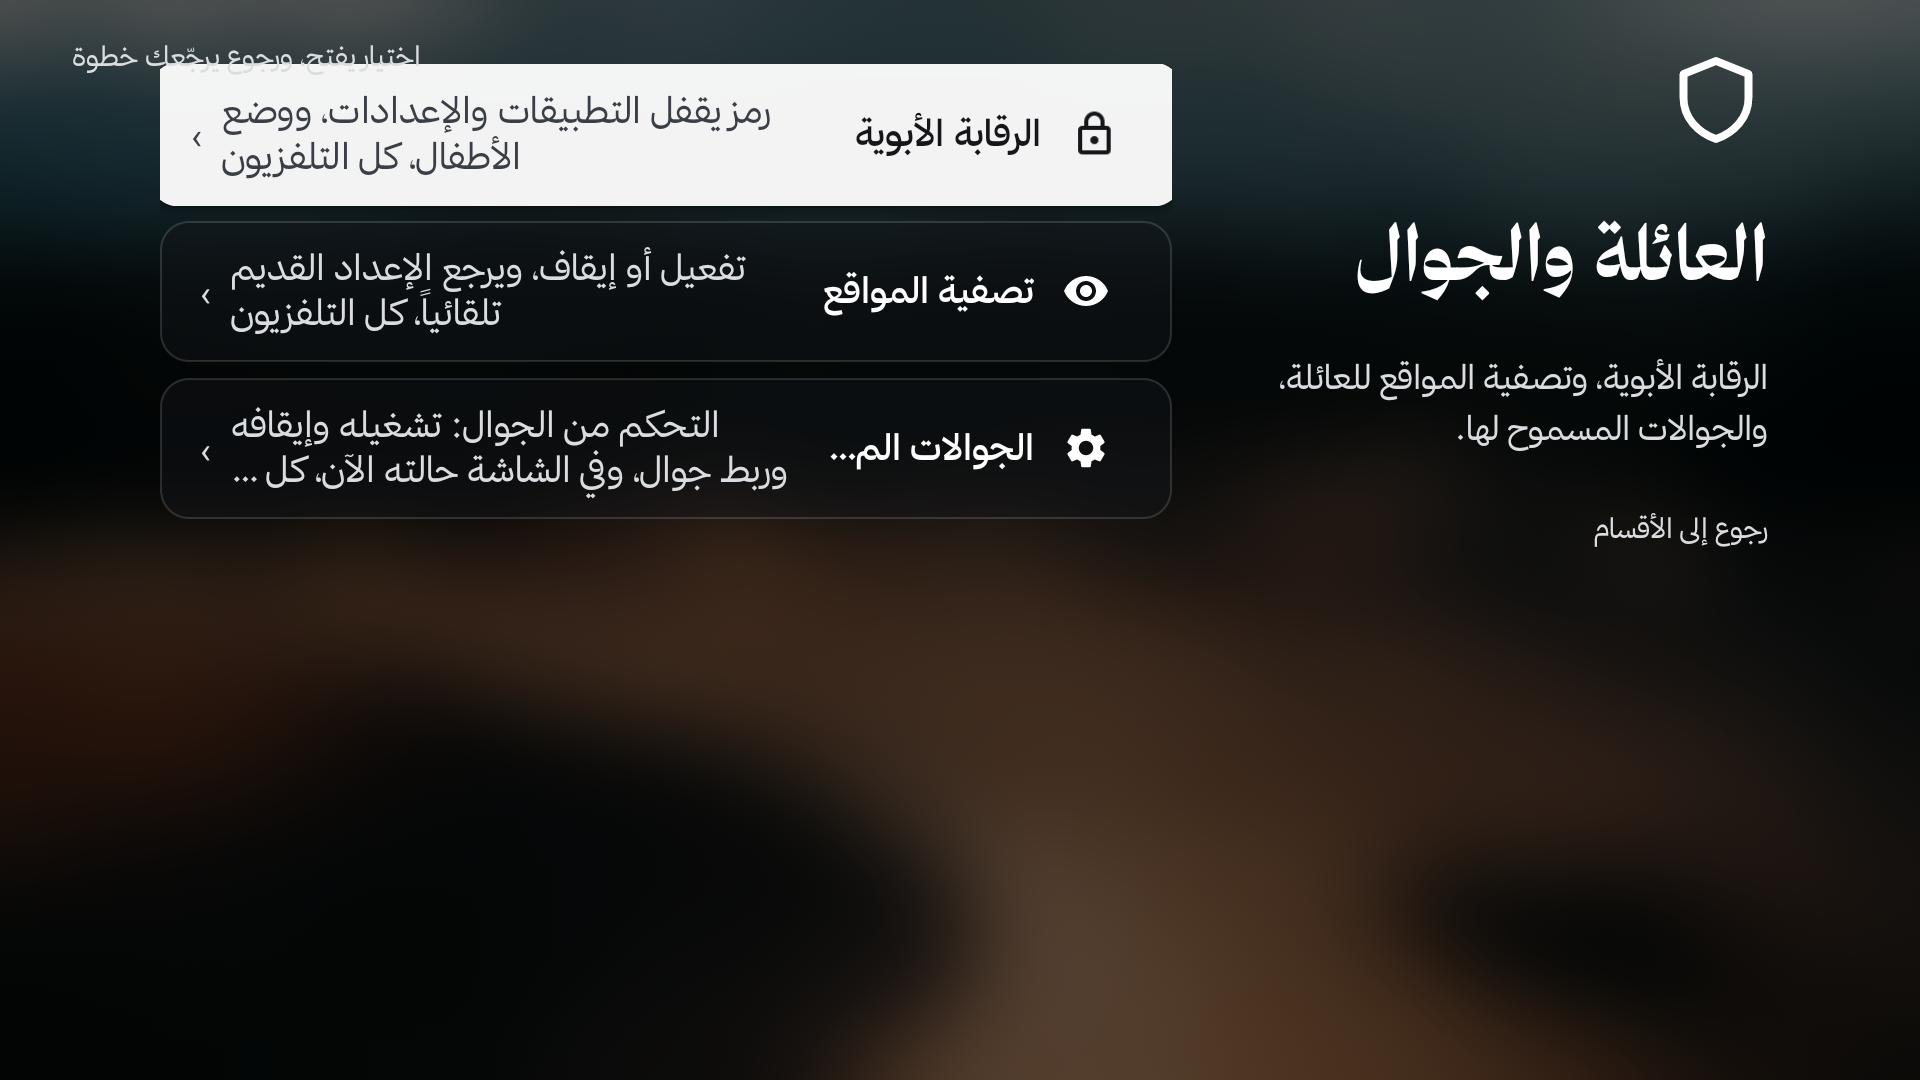 اختيار يفتح، ورجوع يرجّعك خطوة
العائلة والجوال
الرقابة الأبوية، وتصفية المواقع للعائلة،
والجوالات المسموح لها.
رجوع إلى الأقسام
الرقابة الأبوية
رمز يقفل التطبيقات والإعدادات، ووضع
الأطفال، كل التلفزيون
تصفية المواقع
تفعيل أو إيقاف، ويرجع الإعداد القديم
تلقائياً، كل التلفزيون
الجوالات الم...
التحكم من الجوال: تشغيله وإيقافه
وربط جوال، وفي الشاشة حالته الآن، كل ...